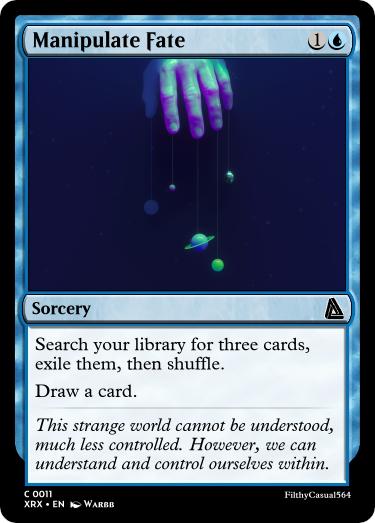 Manipulate Fate 1
Sorcery
Search your library for three cards,
exile them, then shuffle.
Draw a card.
This strange world cannot be understood,
much less controlled. However, we can
understand and control ourselves within.
C 0011
XRX • EN Warbb
FilthyCasual564